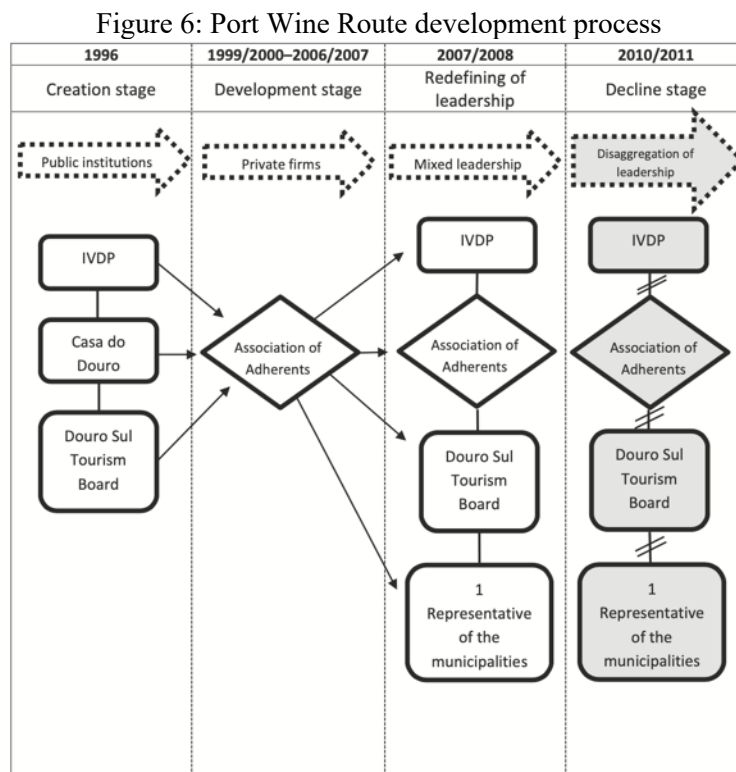 Figure 6: Port Wine Route development process
1996
1999/2000–2006/2007
2007/2008
2010/2011
Creation stage
Development stage
Redefining of
leadership
Decline stage
Public institutions
Private firms
Mixed leadership
Disaggregation of
leadership
IVDP
Casa do
Douro
Douro Sul
Tourism
Board
Association of
Adherents
IVDP
Association of
Adherents
Douro Sul
Tourism
Board
1
Representative
of the
municipalities
IVDP
Association of
Adherents
Douro Sul
Tourism
Board
1
Representative
of the
municipalities